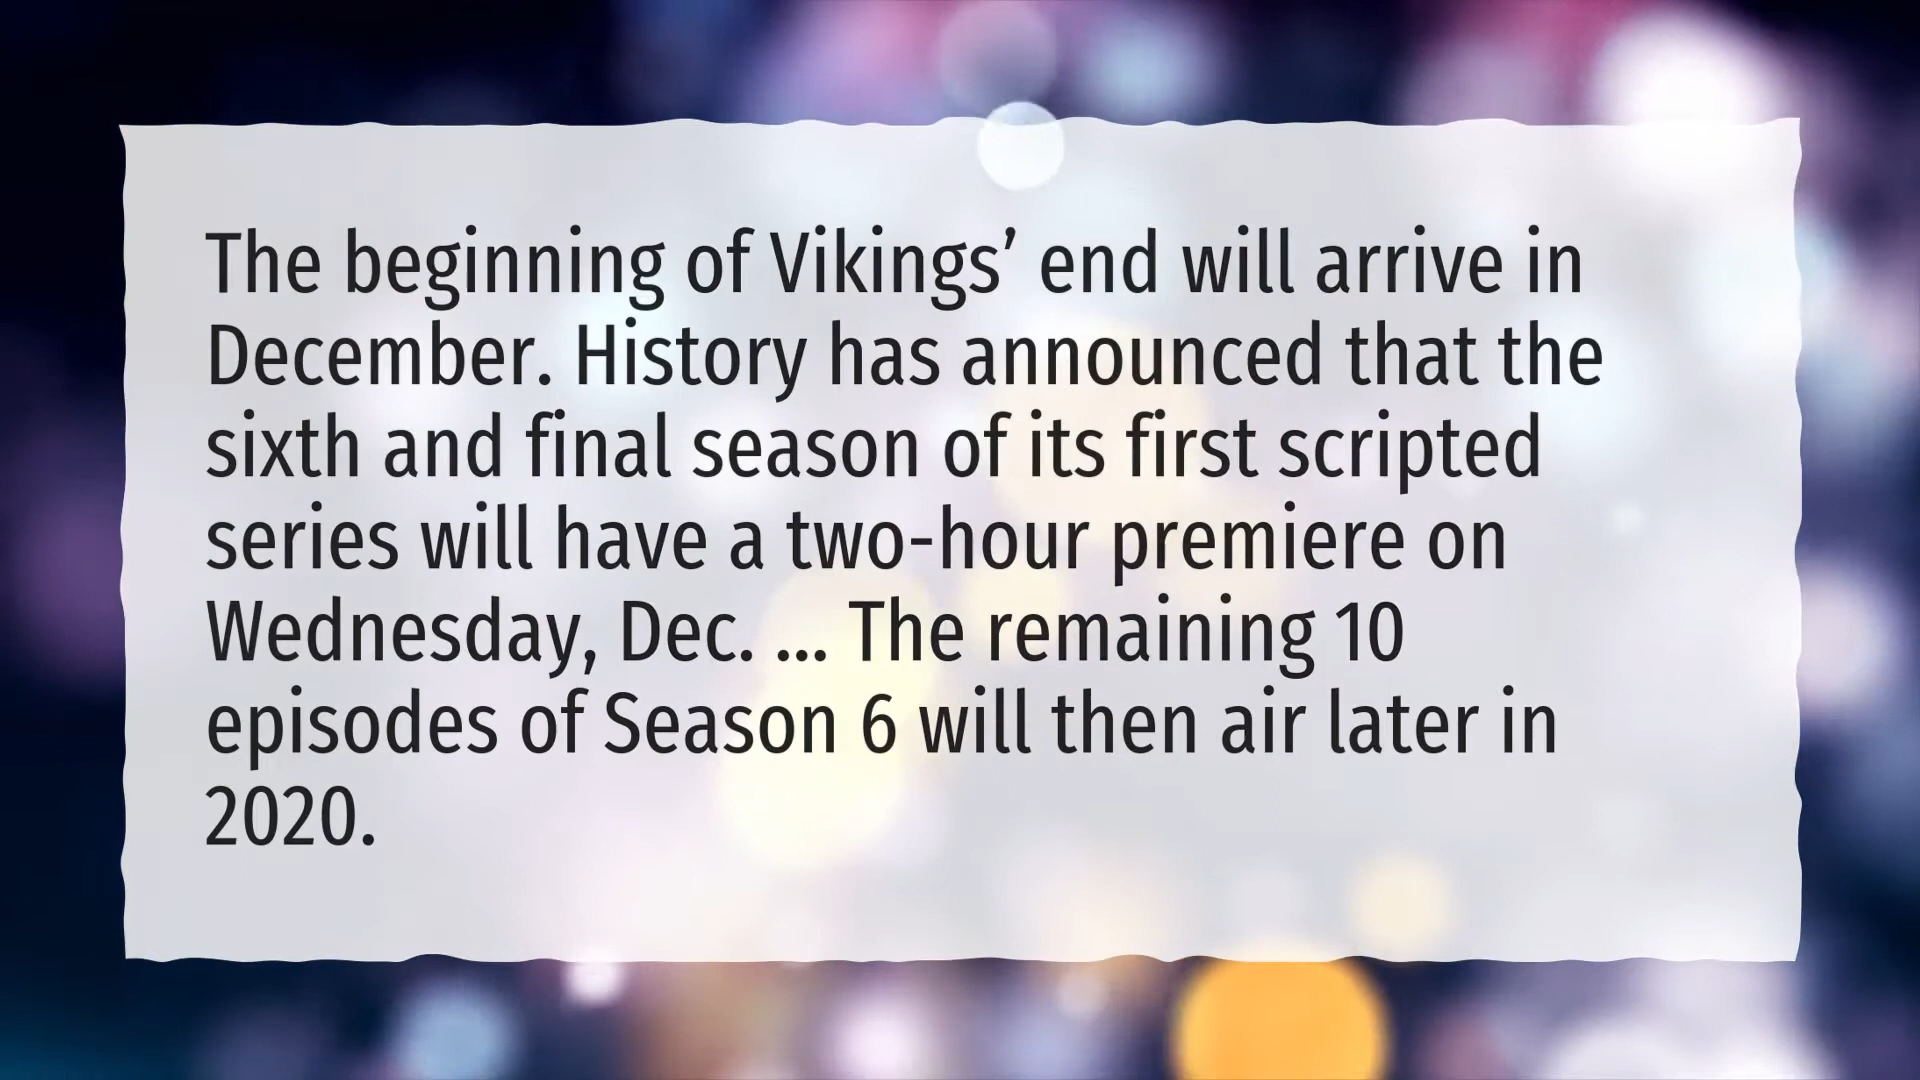 The beginning of Vikings’ end will arrive in
December. History has announced that the
sixth and final season of its first scripted
series will have a two-hour premiere on
Wednesday, Dec. ... The remaining 10
episodes of Season 6 will then air later in
2020.